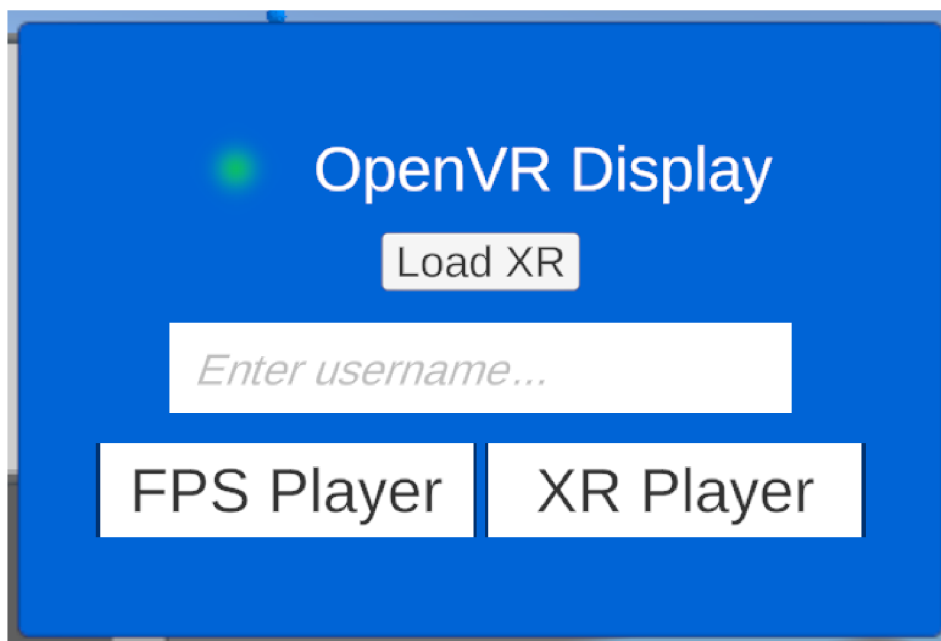 OpenVR Display
Load XR
Enter username...
FPS Player
XR Player